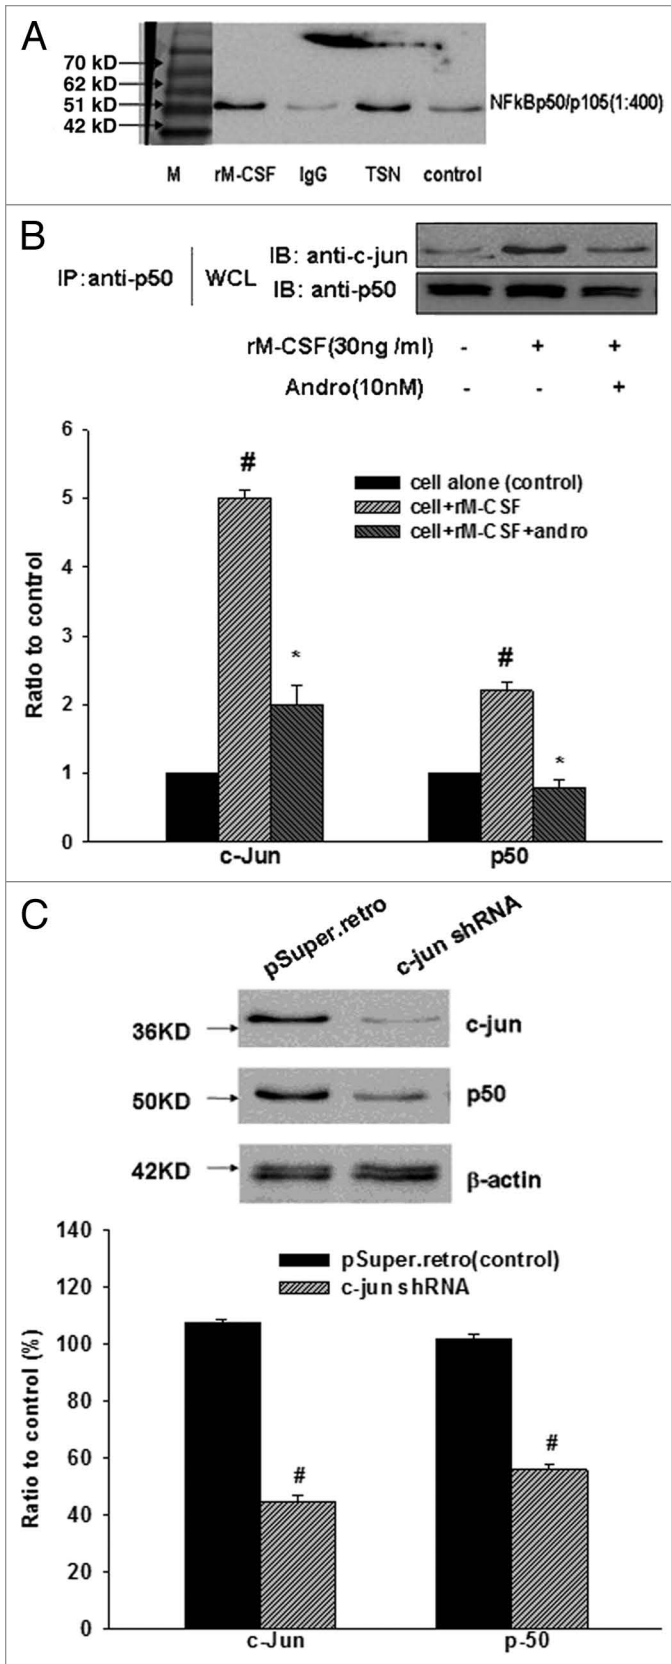 A
70 kD
62 kD
51 kD
42 kD
NFkBp50/p105(1:400)
M rM-CSF IgG TSN control
B
IP:anti-p50 WCL
IB: anti-c-jun
IB: anti-p50
rM-CSF(30ng /ml) - + +
Andro(10nM) - - +
6
5
4
3
2
1
0
Ratio to control
#
*
#
*
cell alone (control)
cell+rM-CSF
cell+rM-CSF+andro
c-Jun p50
C
pSuper.retro c-jun shRNA
36KD c-jun
50KD p50
42KD β-actin
140
120
100
80
60
40
20
0
Ratio to control (%)
pSuper.retro(control)
c-jun shRNA
#
#
c-Jun p-50